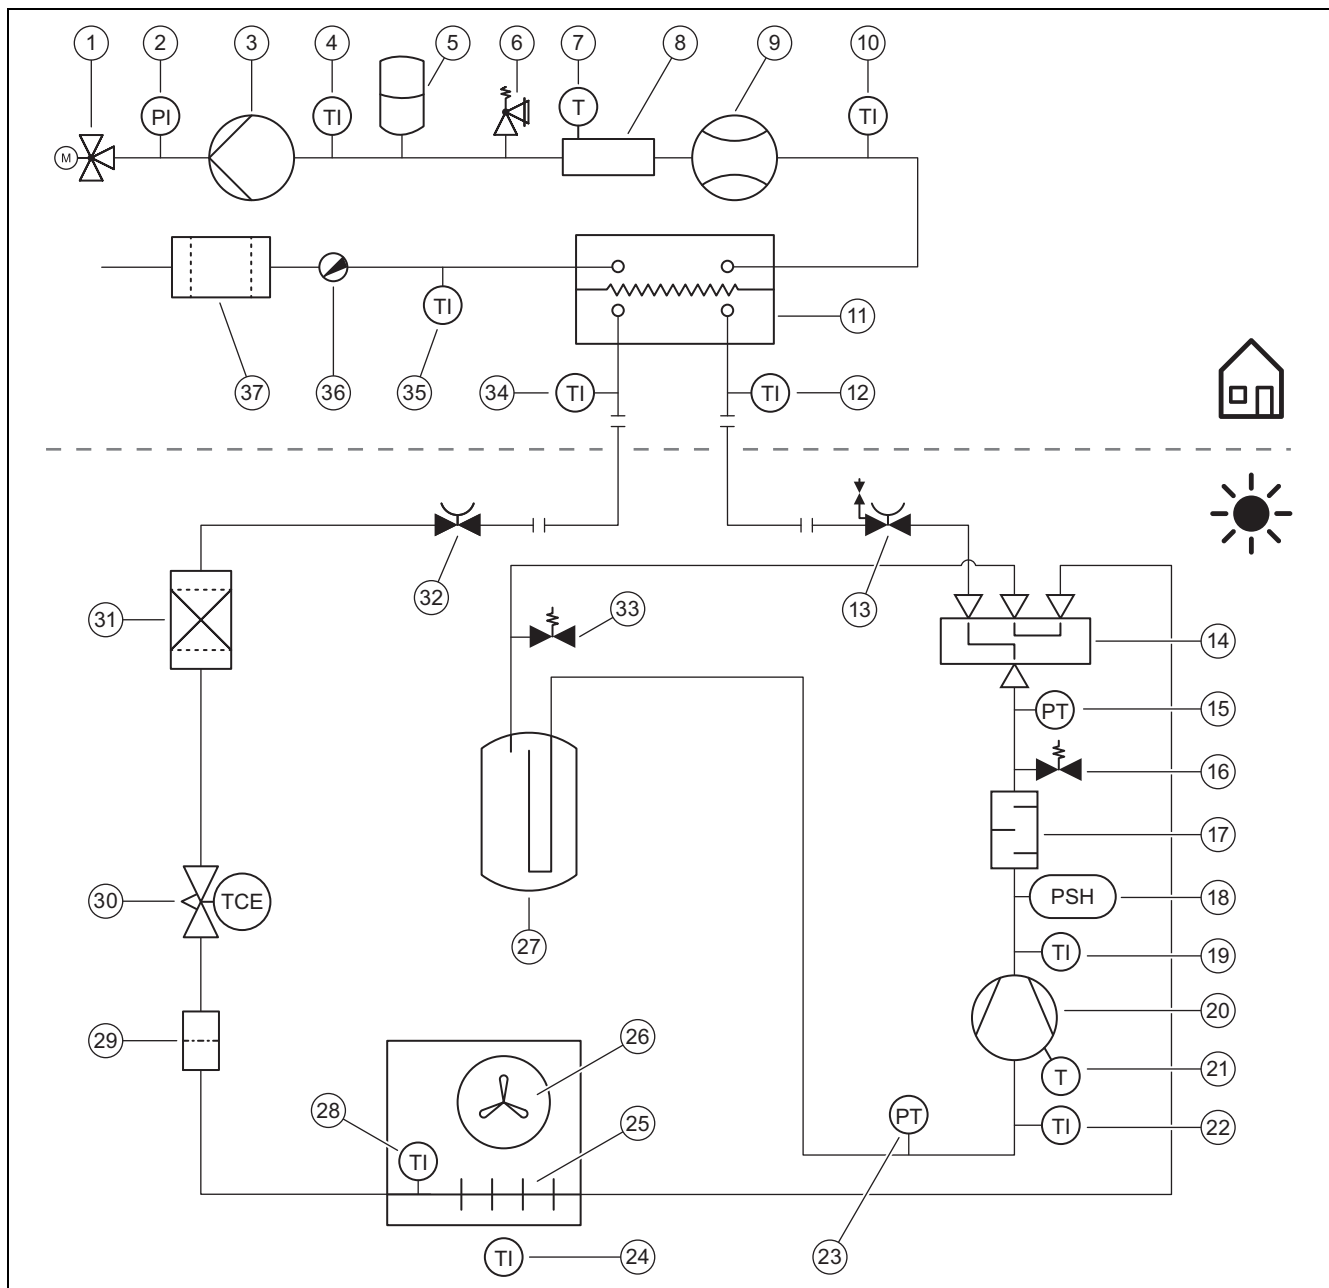 1 2 3 4 5 6 7 8 9 10
PI TI T TI
M
11
TI
37 36 35 34 TI TI 12
32 33 13
31 14
PT 15
16
17
30 TCE PSH 18
27 TI 19
20
29 26 T 21
28 25 PT TI 22
TI
TI 24 23